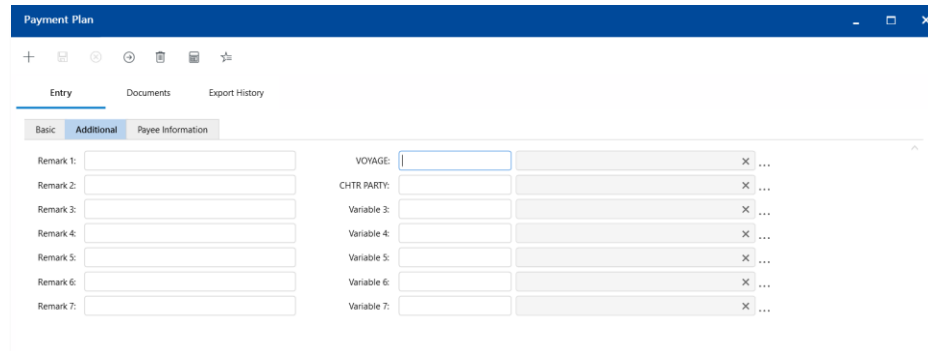 Payment Plan
Entry Documents Export History
Basic Additional Payee Information
Remark 1: VOYAGE: ...
Remark 2: CHTR PARTY: ...
Remark 3: Variable 3: ...
Remark 4: Variable 4: ...
Remark 5: Variable 5: ...
Remark 6: Variable 6: ...
Remark 7: Variable 7: ...